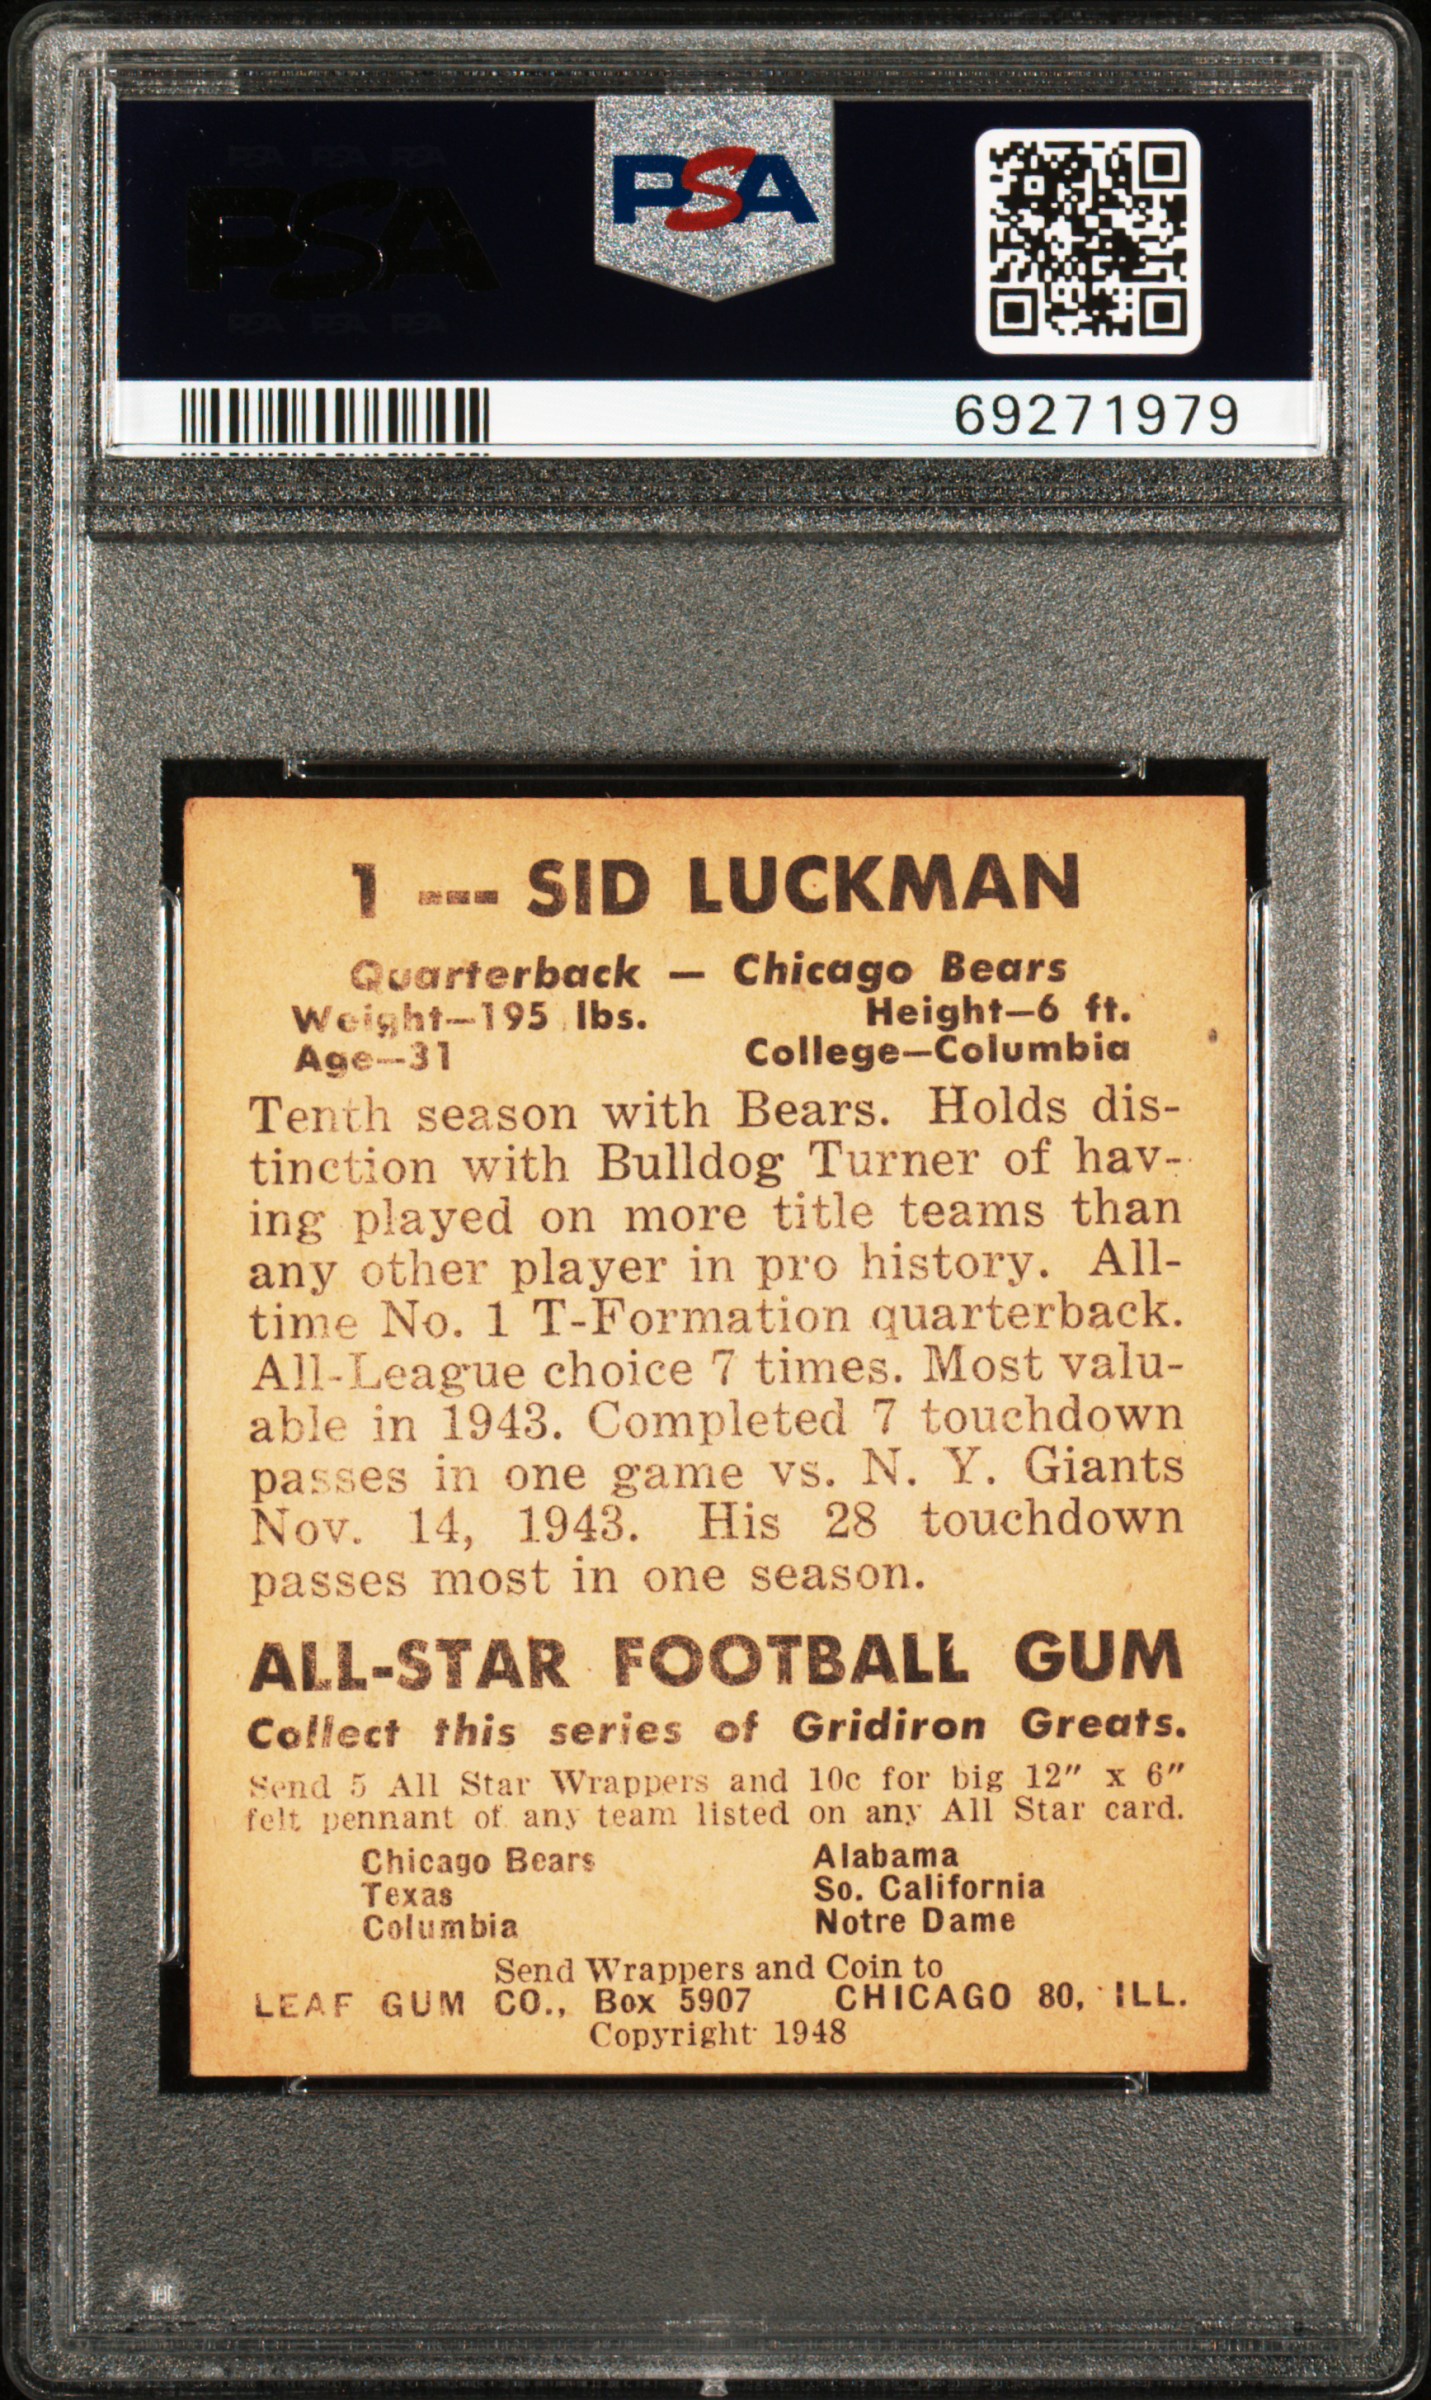 PSA
69271979
1 --- SID LUCKMAN
Quarterback — Chicago Bears
Weight—195 lbs. Height—6 ft.
Age—31 College—Columbia
Tenth season with Bears. Holds dis-
tinction with Bulldog Turner of hav-
ing played on more title teams than
any other player in pro history. All-
time No. 1 T-Formation quarterback.
All-League choice 7 times. Most valu-
able in 1943. Completed 7 touchdown
passes in one game vs. N. Y. Giants
Nov. 14, 1943. His 28 touchdown
passes most in one season.
ALL-STAR FOOTBALL GUM
Collect this series of Gridiron Greats.
Send 5 All Star Wrappers and 10c for big 12" x 6"
felt pennant of any team listed on any All Star card.
Chicago Bears Alabama
Texas So. California
Columbia Notre Dame
Send Wrappers and Coin to
LEAF GUM CO., Box 5907 CHICAGO 80, ILL.
Copyright 1948